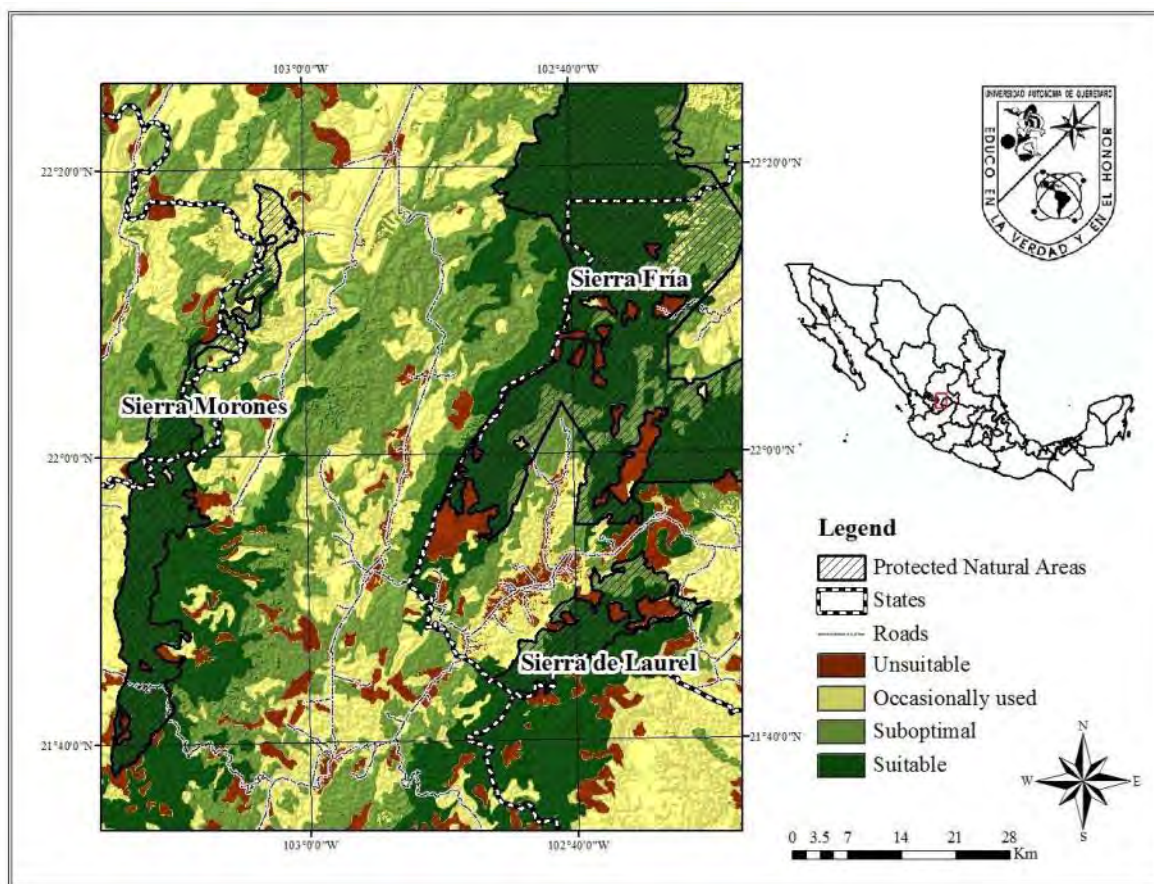 103°0'0"W
102°40'0"W
22°20'0"N
22°20'0"N
22°0'0"N
22°0'0"N
21°40'0"N
21°40'0"N
103°0'0"W
102°40'0"W
Sierra Fría
Sierra Morones
Sierra de Laurel
UNIVERSIDAD AUTONOMA DE QUERETARO
EDUCO EN LA VERDAD Y EN EL HONOR
Legend
Protected Natural Areas
States
Roads
Unsuitable
Occasionally used
Suboptimal
Suitable
N
W
E
S
0 3.5 7 14 21 28
Km